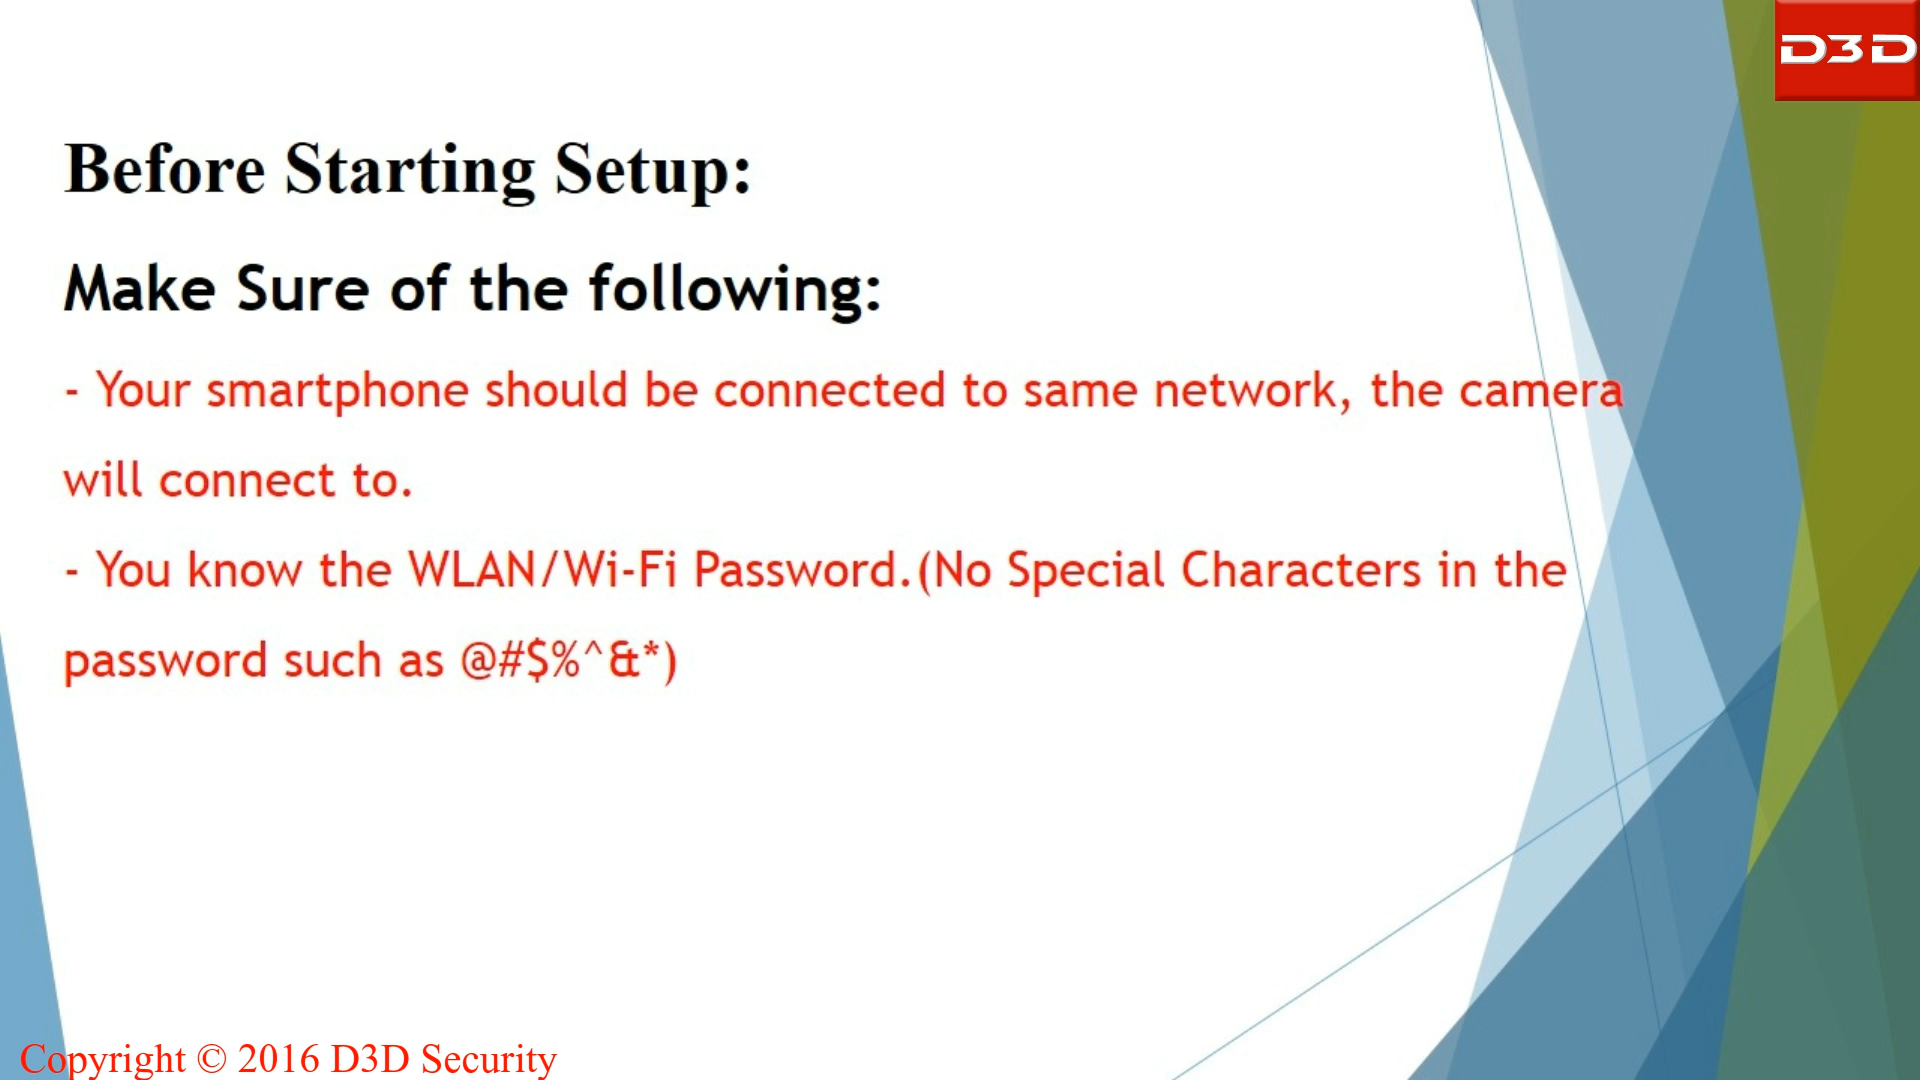 D3D
Before Starting Setup:
Make Sure of the following:
- Your smartphone should be connected to same network, the camera
will connect to.
- You know the WLAN/Wi-Fi Password.(No Special Characters in the
password such as @#$%^&*)
Copyright © 2016 D3D Security